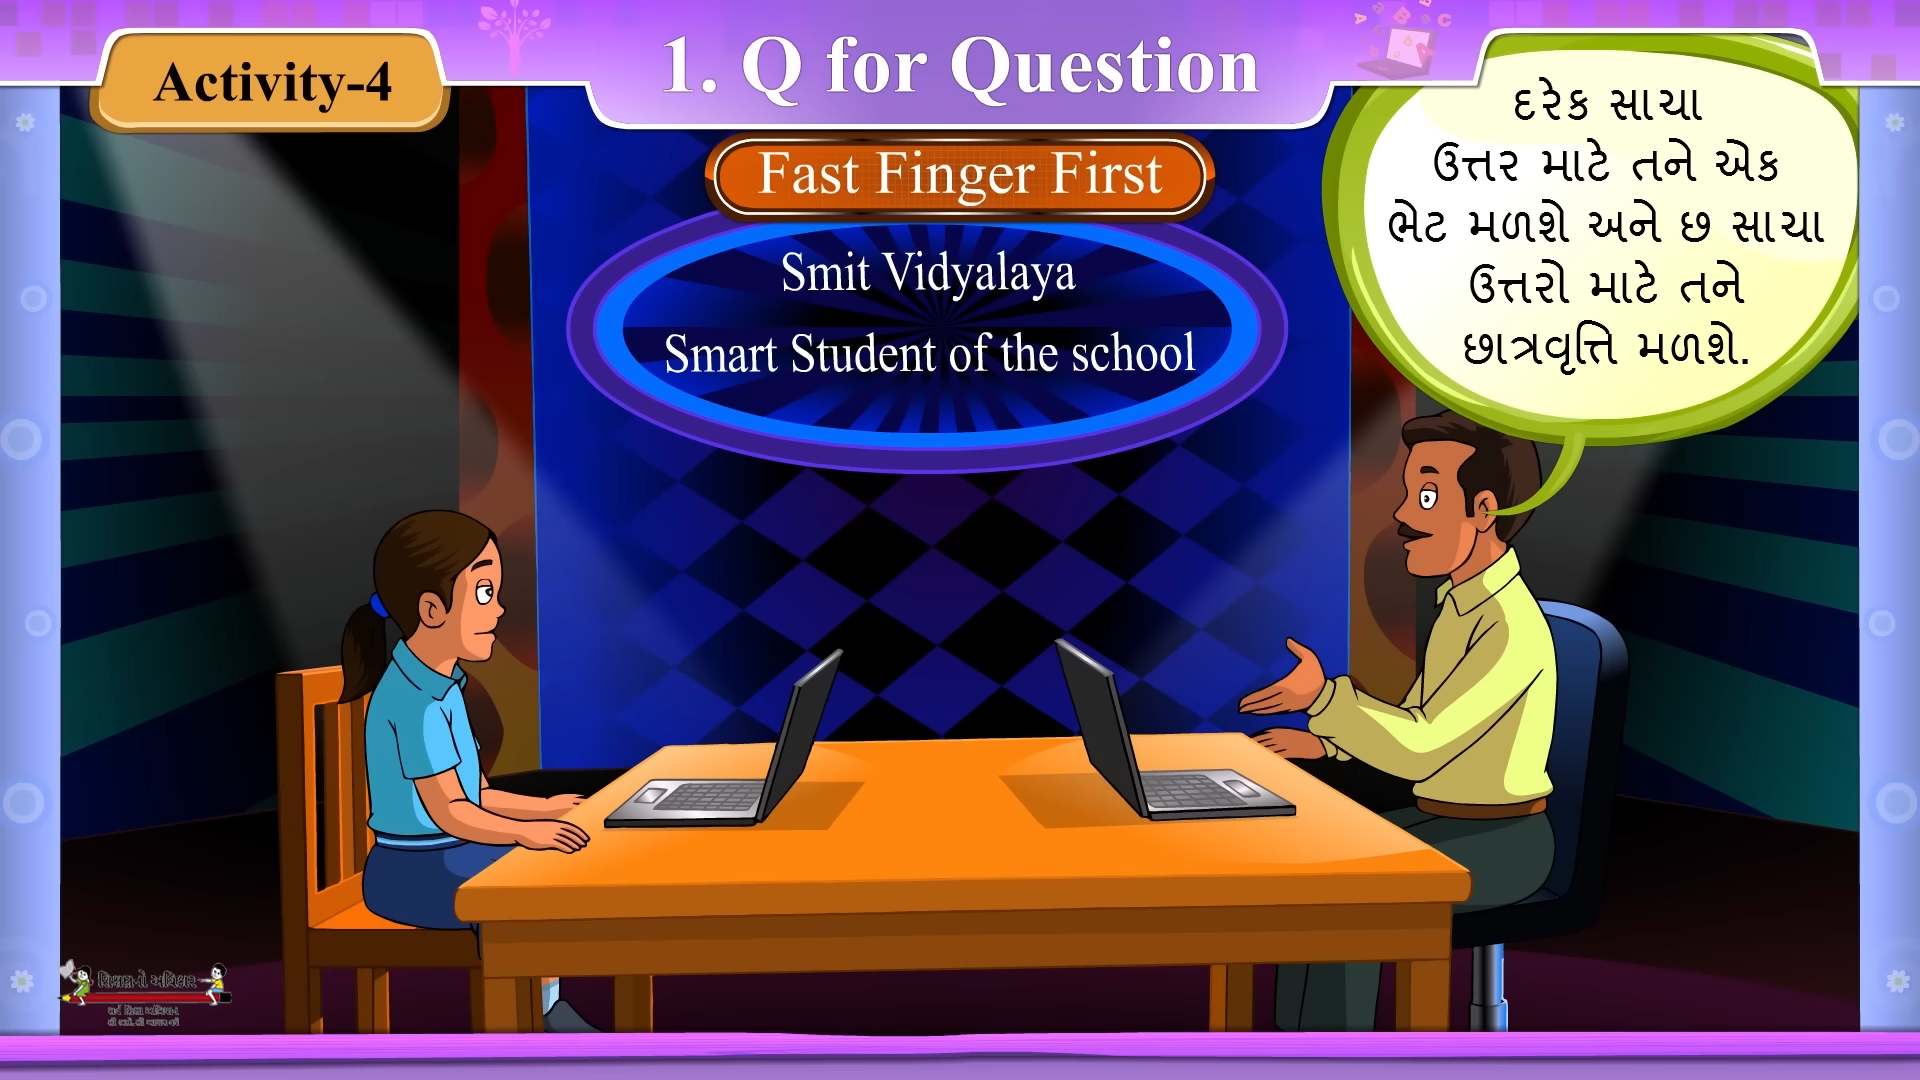 Activity-4
1. Q for Question
Fast Finger First
Smit Vidyalaya
Smart Student of the school
દરેક સાચા
ઉત્તર માટે તને એક
ભેટ મળશે અને છ સાચા
ઉત્તરો માટે તને
છાત્રવૃત્તિ મળશે.